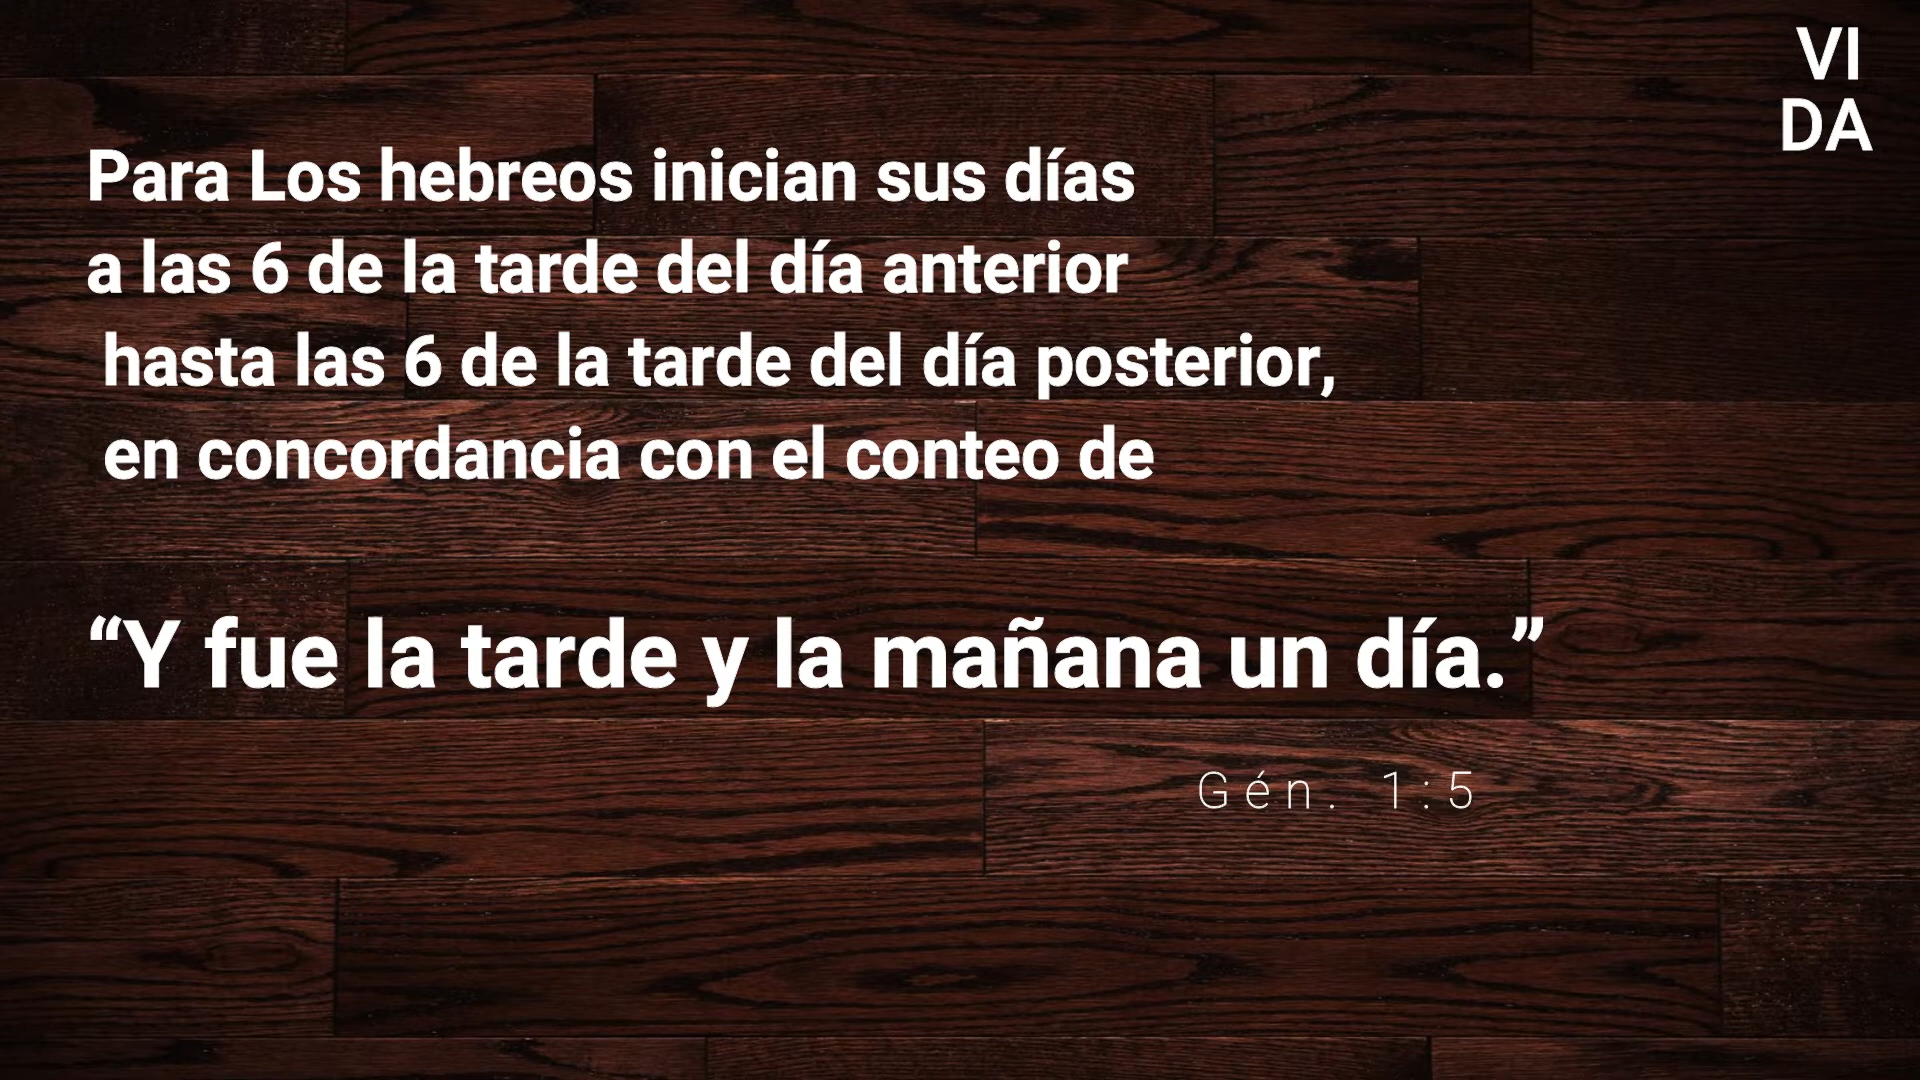 VI
DA
Para Los hebreos inician sus días
a las 6 de la tarde del día anterior
hasta las 6 de la tarde del día posterior,
en concordancia con el conteo de
“Y fue la tarde y la mañana un día.”
Gén. 1:5